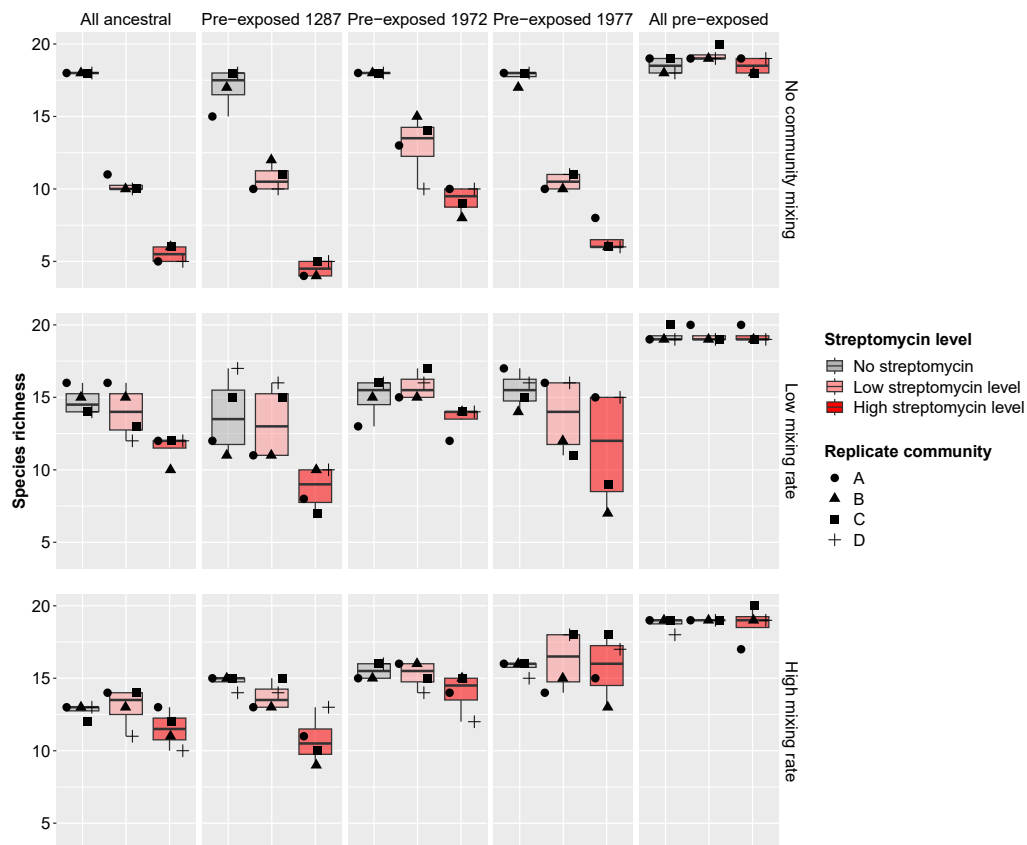 All ancestral
Pre−exposed 1287
Pre−exposed 1972
Pre−exposed 1977
All pre−exposed
20
15
10
5
No community mixing
20
15
10
5
Low mixing rate
20
15
10
5
High mixing rate
Species richness
Streptomycin level
No streptomycin
Low streptomycin level
High streptomycin level
Replicate community
A
B
C
D